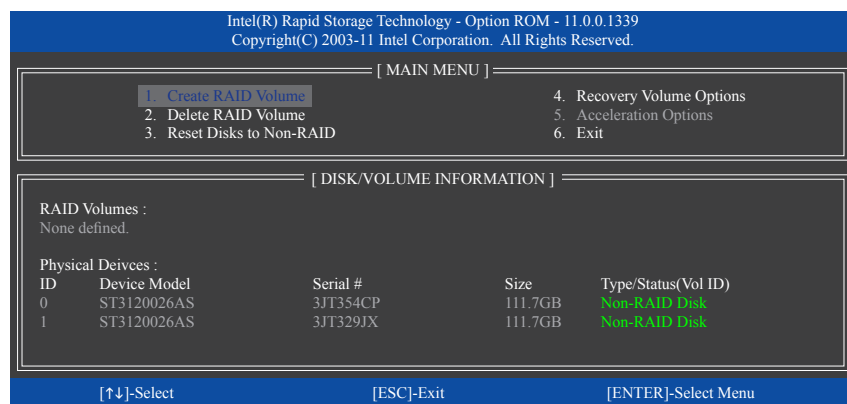 Intel(R) Rapid Storage Technology - Option ROM - 11.0.0.1339
Copyright(C) 2003-11 Intel Corporation. All Rights Reserved.
[ MAIN MENU ]
1. Create RAID Volume 4. Recovery Volume Options
2. Delete RAID Volume 5. Acceleration Options
3. Reset Disks to Non-RAID 6. Exit
[ DISK/VOLUME INFORMATION ]
RAID Volumes :
None defined.
Physical Deivces :
ID Device Model Serial # Size Type/Status(Vol ID)
0 ST3120026AS 3JT354CP 111.7GB Non-RAID Disk
1 ST3120026AS 3JT329JX 111.7GB Non-RAID Disk
[↑↓]-Select [ESC]-Exit [ENTER]-Select Menu